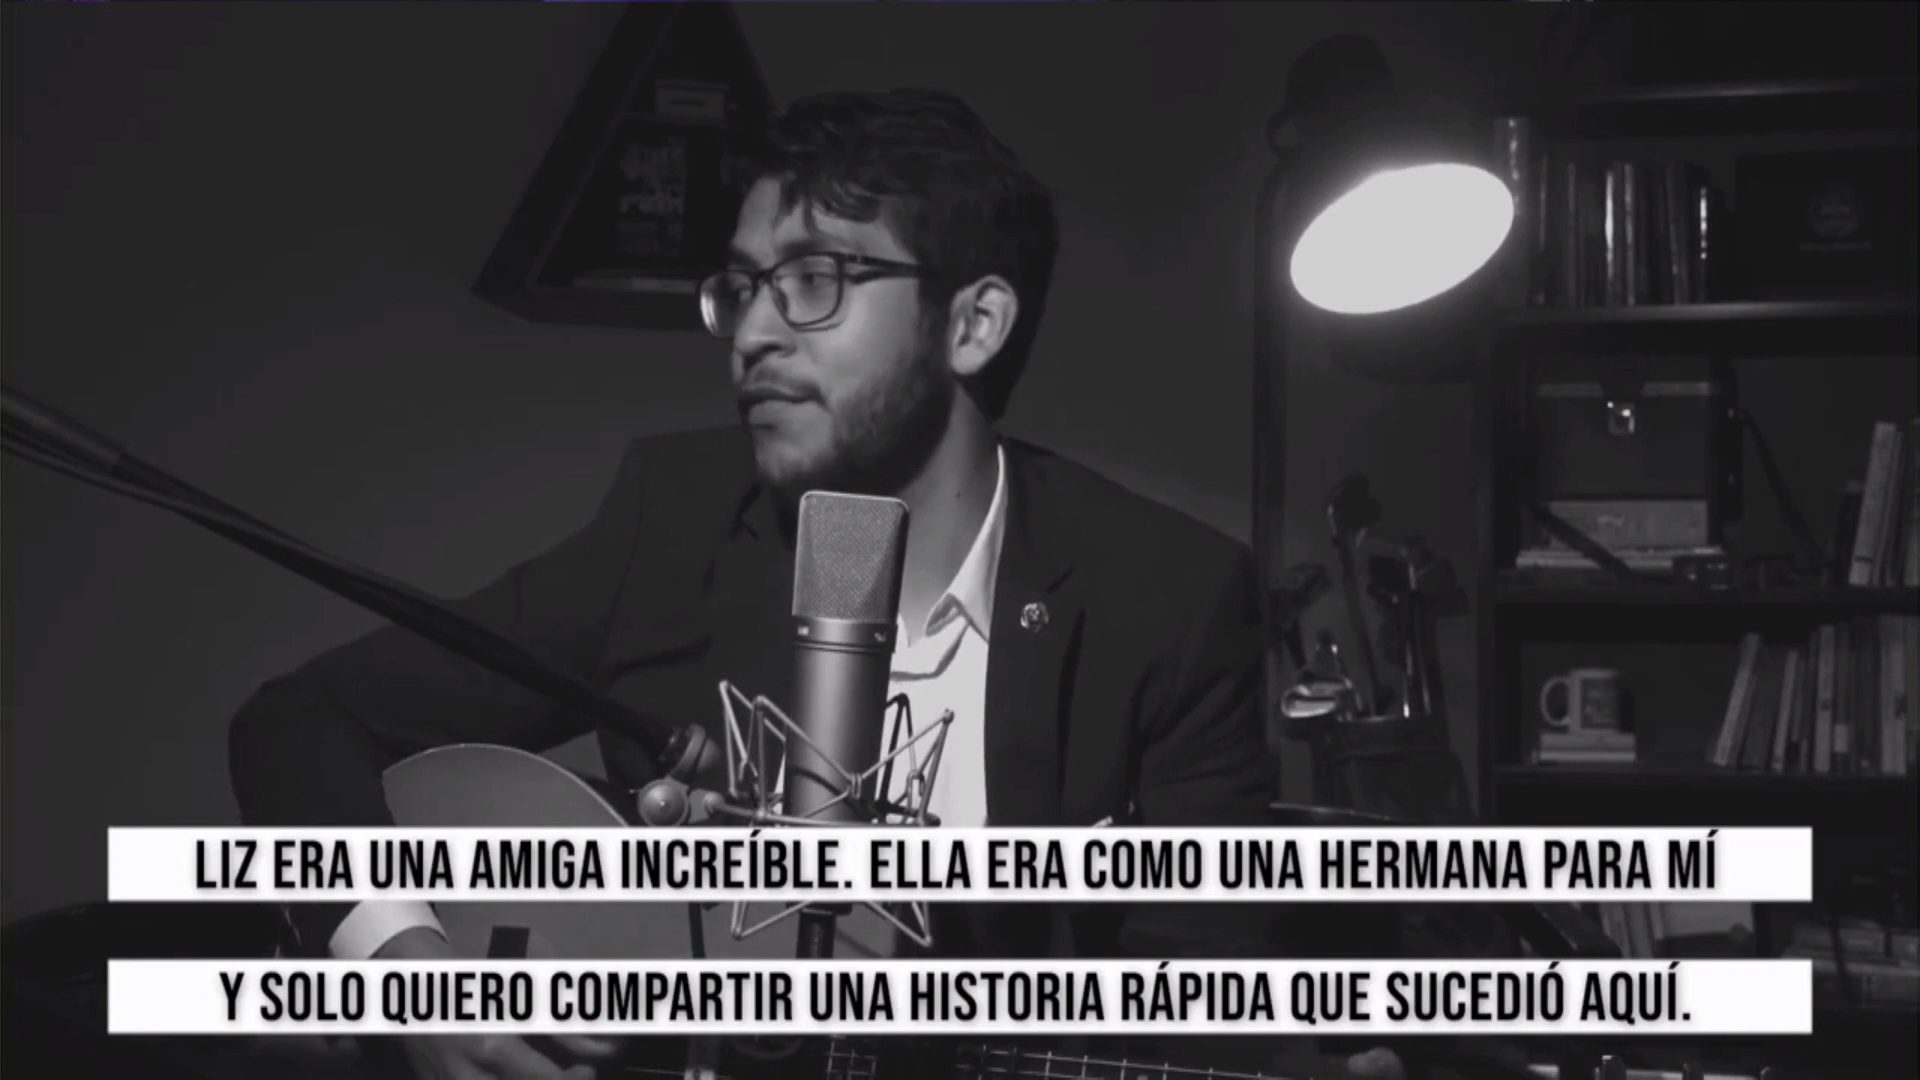 LIZ ERA UNA AMIGA INCREÍBLE. ELLA ERA COMO UNA HERMANA PARA MÍ
Y SOLO QUIERO COMPARTIR UNA HISTORIA RÁPIDA QUE SUCEDIÓ AQUÍ.